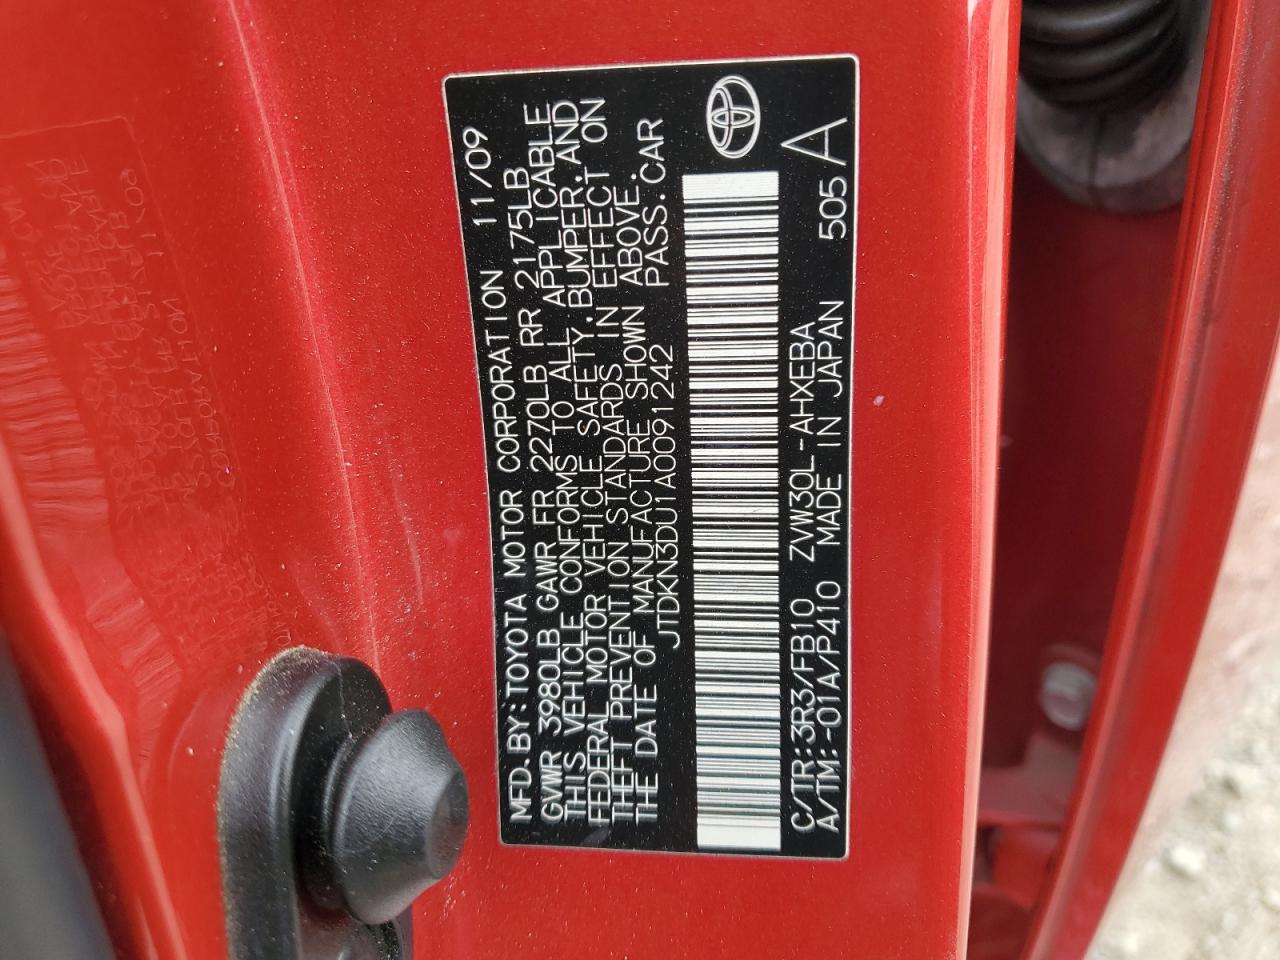 MFD.BY:TOYOTA MOTOR CORPORATION 11/09
GVWR 3980LB GAWR FR 2270LB RR 2175LB
THIS VEHICLE CONFORMS TO ALL APPLICABLE
FEDERAL MOTOR VEHICLE SAFETY,BUMPER,AND
THEFT PREVENTION STANDARDS IN EFFECT ON
THE DATE OF MANUFACTURE SHOWN ABOVE.
JTDKN3DU1A0091242 PASS.CAR
C/TR:3R3/FB10 ZVW30L-AHXEBA 505 A
A/TM:-01A/P410 MADE IN JAPAN